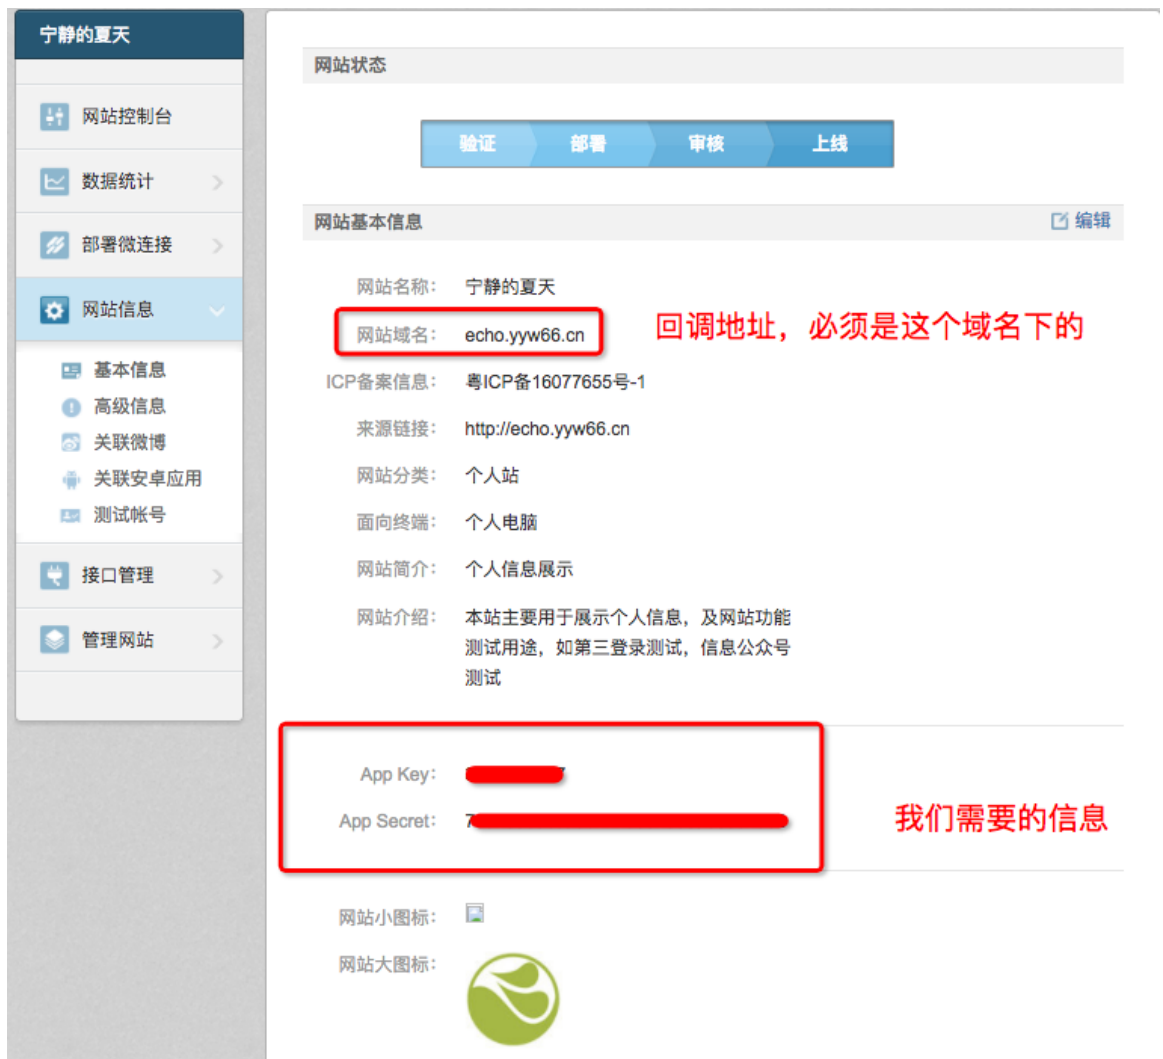 宁静的夏天
网站控制台
数据统计
部署微连接
网站信息
基本信息
高级信息
关联微博
关联安卓应用
测试帐号
接口管理
管理网站
网站状态
验证 部署 审核 上线
网站基本信息 编辑
网站名称： 宁静的夏天
网站域名： echo.yyw66.cn
回调地址，必须是这个域名下的
ICP备案信息： 粤ICP备16077655号-1
来源链接： http://echo.yyw66.cn
网站分类： 个人站
面向终端： 个人电脑
网站简介： 个人信息展示
网站介绍： 本站主要用于展示个人信息，及网站功能
测试用途，如第三登录测试，信息公众号
测试
App Key：
App Secret： 7
我们需要的信息
网站小图标：
网站大图标：